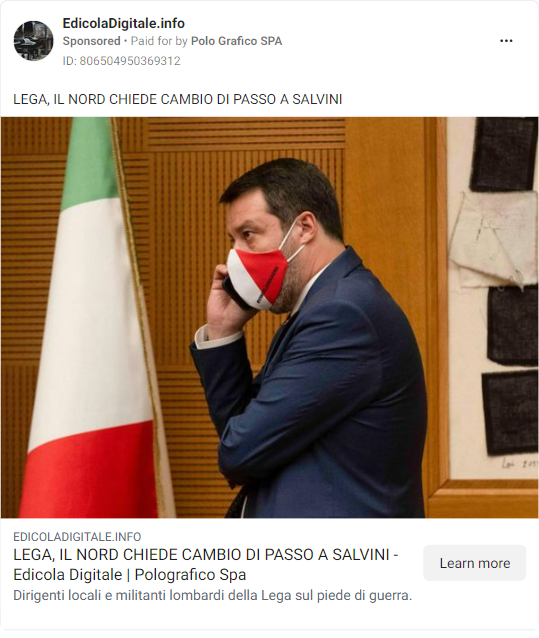 EdicolaDigitale.info
Sponsored • Paid for by Polo Grafico SPA
ID: 806504950369312
LEGA, IL NORD CHIEDE CAMBIO DI PASSO A SALVINI
EDICOLADIGITALE.INFO
LEGA, IL NORD CHIEDE CAMBIO DI PASSO A SALVINI -
Edicola Digitale | Polografico Spa
Dirigenti locali e militanti lombardi della Lega sul piede di guerra.
Learn more